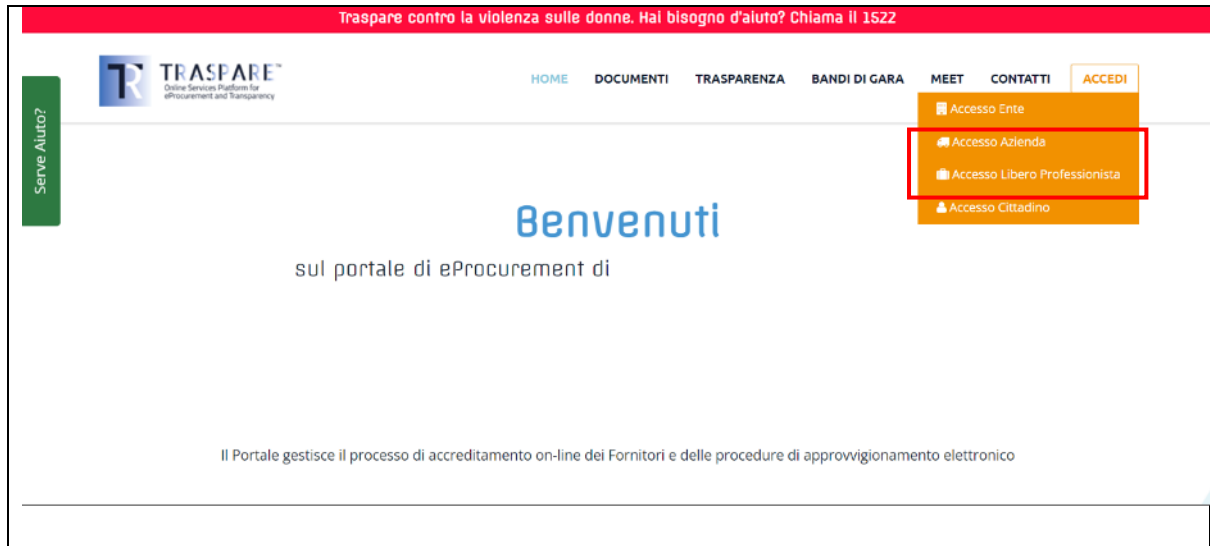 Traspare contro la violenza sulle donne. Hai bisogno d'aiuto? Chiama il 1522
TRASPARE™
Online Services Platform for
eProcurement and Transparency
HOME DOCUMENTI TRASPARENZA BANDI DI GARA MEET CONTATTI ACCEDI
Accesso Ente
Accesso Azienda
Accesso Libero Professionista
Accesso Cittadino
Serve Aiuto?
Benvenuti
sul portale di eProcurement di
Il Portale gestisce il processo di accreditamento on-line dei Fornitori e delle procedure di approvvigionamento elettronico